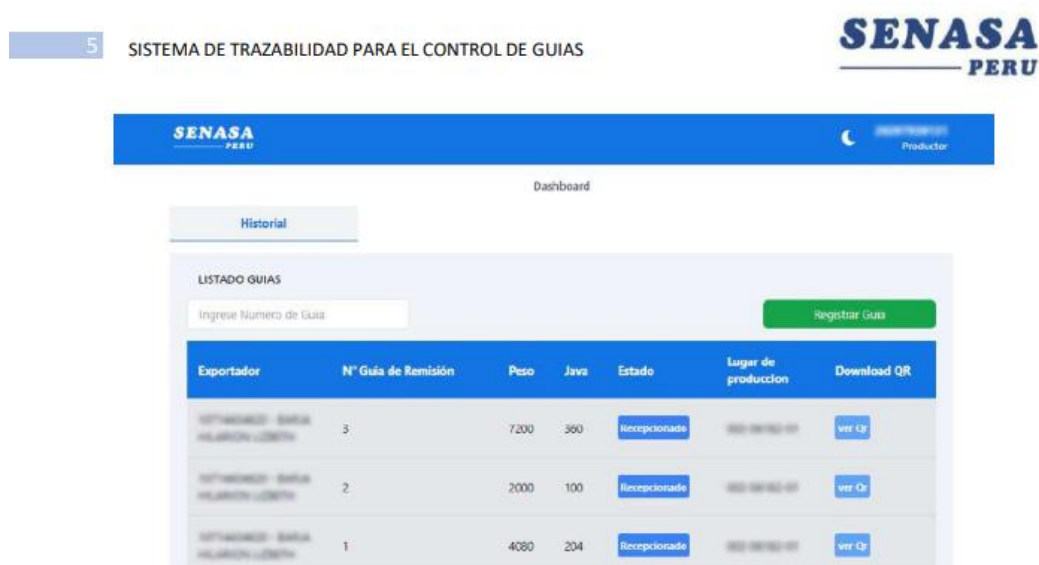 5 SISTEMA DE TRAZABILIDAD PARA EL CONTROL DE GUIAS
SENASA
PERU
SENASA
PERU
Productor
Dashboard
Historial
LISTADO GUIAS
Ingrese Numero de Guia
Registrar Guia
Exportador N° Guia de Remisión Peso Java Estado Lugar de produccion Download QR
3 7200 360 Recepcionado ver Qr
2 2000 100 Recepcionado ver Qr
1 4080 204 Recepcionado ver Qr